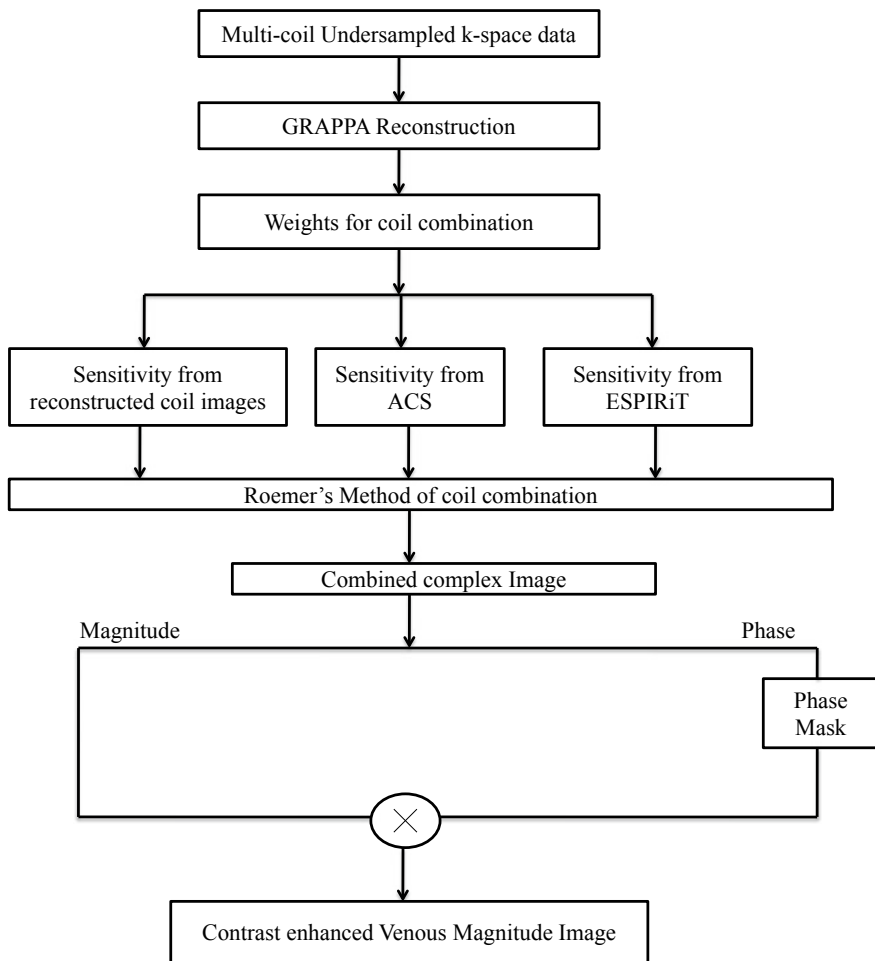 Multi-coil Undersampled k-space data
GRAPPA Reconstruction
Weights for coil combination
Sensitivity from
reconstructed coil images
Sensitivity from
ACS
Sensitivity from
ESPIRiT
Roemer's Method of coil combination
Combined complex Image
Magnitude
Phase
Phase
Mask
Contrast enhanced Venous Magnitude Image